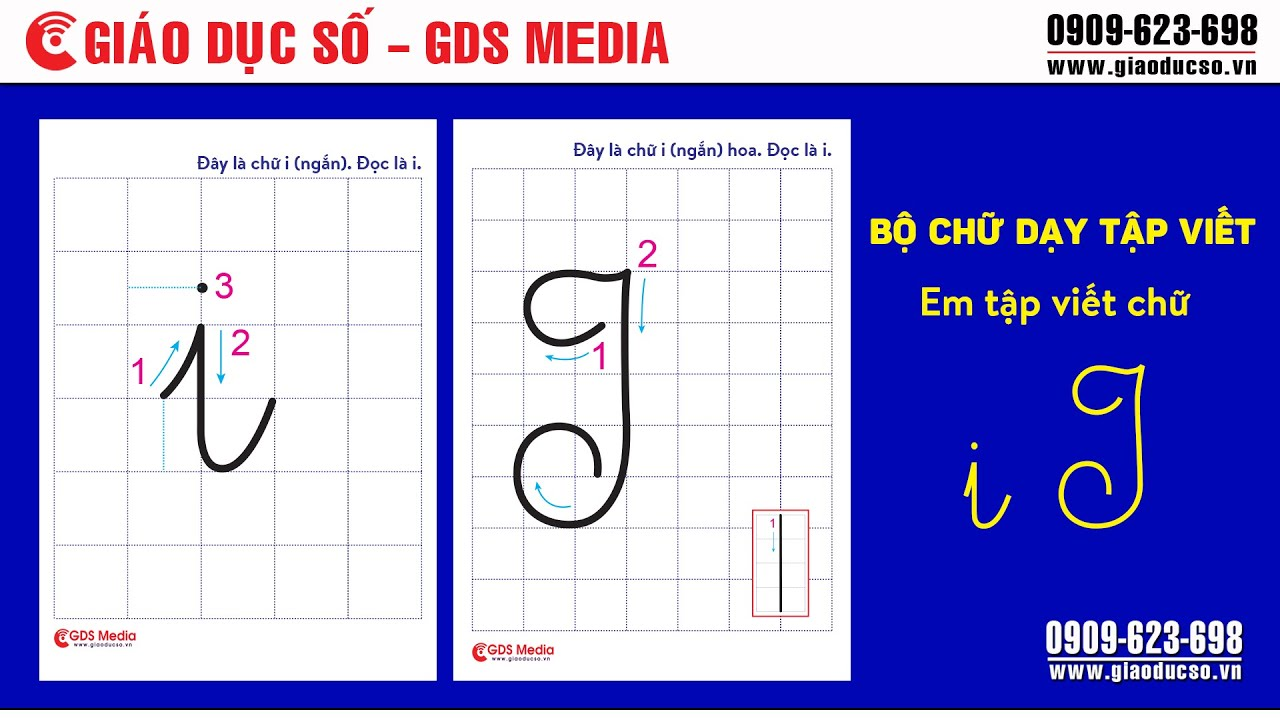 GIÁO DỤC SỐ – GDS MEDIA
0909-623-698
www.giaoducso.vn
Đây là chữ i (ngắn). Đọc là i.
3
1
2
i
GDS Media
www.giaoducso.vn
Đây là chữ i (ngắn) hoa. Đọc là i.
2
1
I
1
GDS Media
www.giaoducso.vn
BỘ CHỮ DẠY TẬP VIẾT
Em tập viết chữ
i I
0909-623-698
www.giaoducso.vn